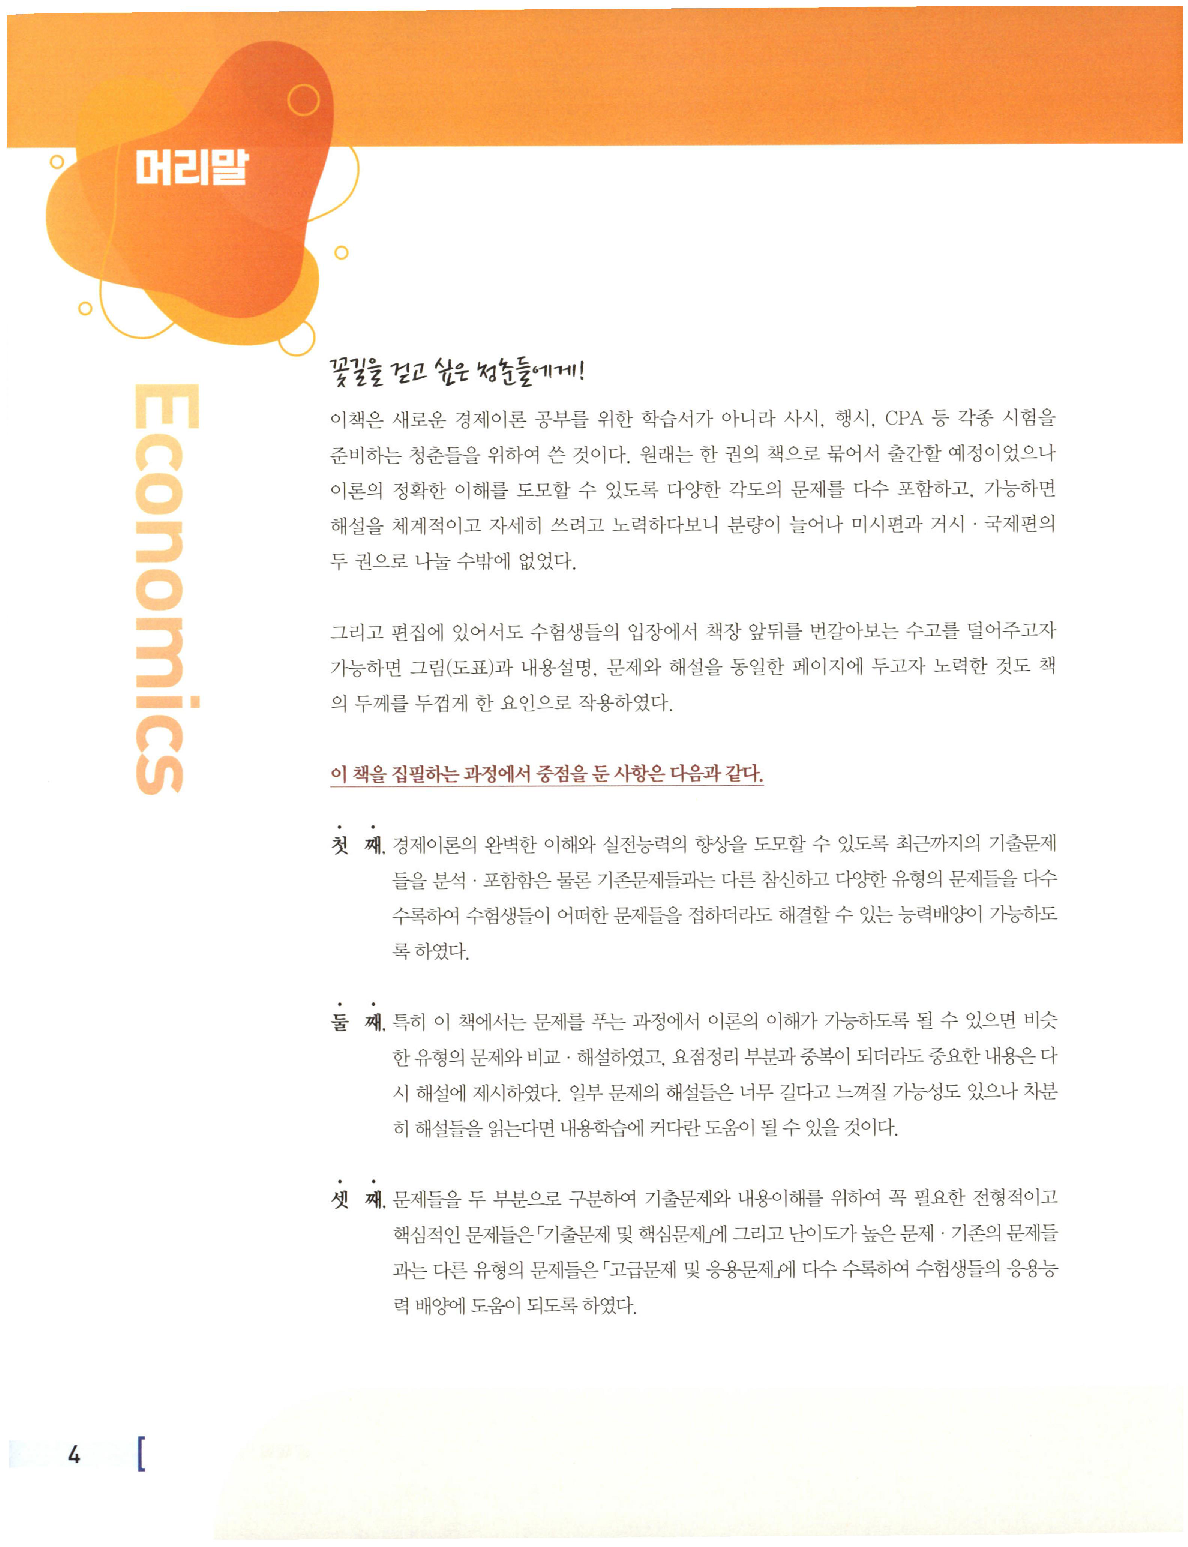 머리말
Economics
꽃길을 걷고 싶은 청춘들에게!
이책은 새로운 경제이론 공부를 위한 학습서가 아니라 사시, 행시, CPA 등 각종 시험을
준비하는 청춘들을 위하여 쓴 것이다. 원래는 한 권의 책으로 묶어서 출간할 예정이었으나
이론의 정확한 이해를 도모할 수 있도록 다양한 각도의 문제를 다수 포함하고, 가능하면
해설을 체계적이고 자세히 쓰려고 노력하다보니 분량이 늘어나 미시편과 거시 · 국제편의
두 권으로 나눌 수밖에 없었다.
그리고 편집에 있어서도 수험생들의 입장에서 책장 앞뒤를 번갈아보는 수고를 덜어주고자
가능하면 그림(도표)과 내용설명, 문제와 해설을 동일한 페이지에 두고자 노력한 것도 책
의 두께를 두껍게 한 요인으로 작용하였다.
이 책을 집필하는 과정에서 중점을 둔 사항은 다음과 같다.
첫 째, 경제이론의 완벽한 이해와 실전능력의 향상을 도모할 수 있도록 최근까지의 기출문제
들을 분석 · 포함함은 물론 기존문제들과는 다른 참신하고 다양한 유형의 문제들을 다수
수록하여 수험생들이 어떠한 문제들을 접하더라도 해결할 수 있는 능력배양이 가능하도
록 하였다.
둘 째, 특히 이 책에서는 문제를 푸는 과정에서 이론의 이해가 가능하도록 될 수 있으면 비슷
한 유형의 문제와 비교 · 해설하였고, 요점정리 부분과 중복이 되더라도 중요한 내용은 다
시 해설에 제시하였다. 일부 문제의 해설들은 너무 길다고 느껴질 가능성도 있으나 차분
히 해설들을 읽는다면 내용학습에 커다란 도움이 될 수 있을 것이다.
셋 째, 문제들을 두 부분으로 구분하여 기출문제와 내용이해를 위하여 꼭 필요한 전형적이고
핵심적인 문제들은 「기출문제 및 핵심문제」에 그리고 난이도가 높은 문제 · 기존의 문제들
과는 다른 유형의 문제들은 「고급문제 및 응용문제」에 다수 수록하여 수험생들의 응용능
력 배양에 도움이 되도록 하였다.
4 [